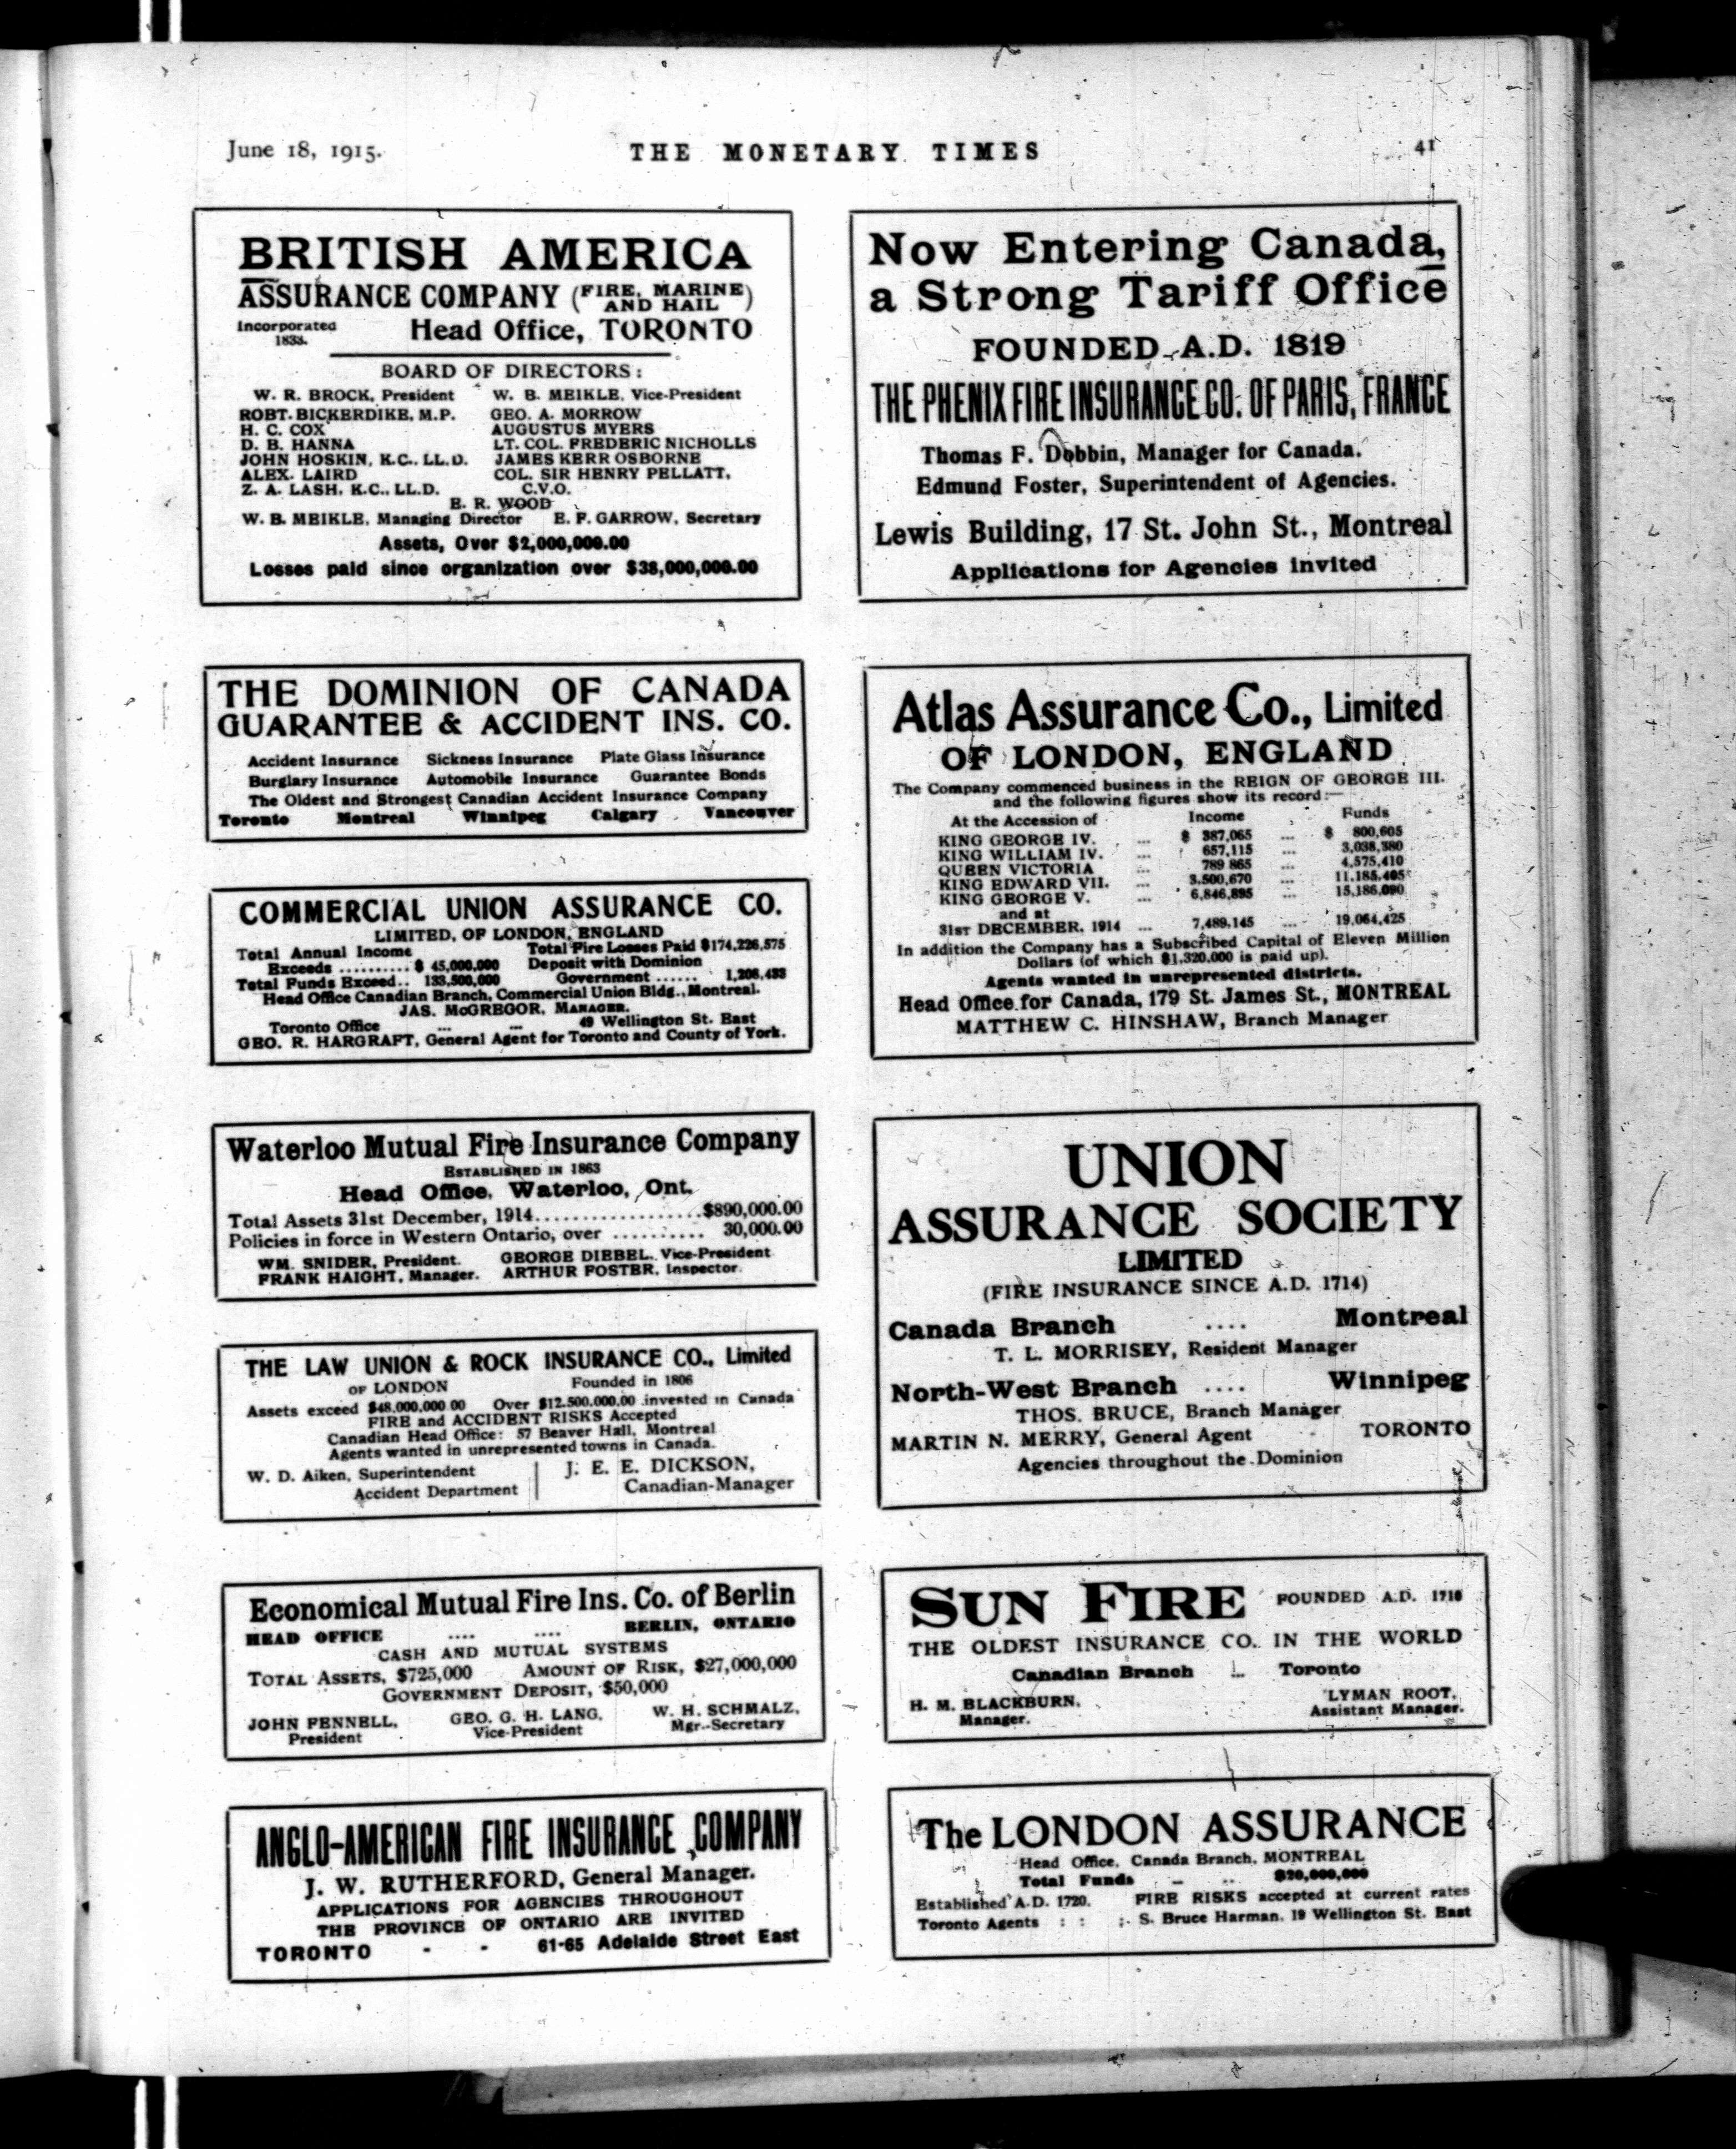 June 18, 1915.
THE MONETARY TIMES
41
BRITISH AMERICA
ASSURANCE COMPANY (FIRE, MARINE AND HAIL)
Incorporated 1833.
Head Office, TORONTO
BOARD OF DIRECTORS:
W. R. BROCK, President W. B. MEIKLE, Vice-President
ROBT. BICKERDIKE, M.P. GEO. A. MORROW
H. C. COX AUGUSTUS MYERS
D. B. HANNA LT. COL. FREDERIC NICHOLLS
JOHN HOSKIN, K.C., LL.D. JAMES KERR OSBORNE
ALEX. LAIRD COL. SIR HENRY PELLATT,
Z. A. LASH, K.C., LL.D. C.V.O.
E. R. WOOD
W. B. MEIKLE, Managing Director E. F. GARROW, Secretary
Assets, Over $2,000,000.00
Losses paid since organization over $38,000,000.00
THE DOMINION OF CANADA
GUARANTEE & ACCIDENT INS. CO.
Accident Insurance Sickness Insurance Plate Glass Insurance
Burglary Insurance Automobile Insurance Guarantee Bonds
The Oldest and Strongest Canadian Accident Insurance Company
Toronto Montreal Winnipeg Calgary Vancouver
COMMERCIAL UNION ASSURANCE CO.
LIMITED, OF LONDON, ENGLAND
Total Annual Income Total Fire Losses Paid $174,226,575
Exceeds .......... $ 45,000,000 Deposit with Dominion
Total Funds Exceed.. 133,500,000 Government ...... 1,208,433
Head Office Canadian Branch, Commercial Union Bldg., Montreal.
JAS. McGREGOR, MANAGER.
Toronto Office ... ... 49 Wellington St. East
GEO. R. HARGRAFT, General Agent for Toronto and County of York.
Waterloo Mutual Fire Insurance Company
ESTABLISHED IN 1863
Head Office, Waterloo, Ont.
Total Assets 31st December, 1914..................$890,000.00
Policies in force in Western Ontario, over .......... 30,000.00
WM. SNIDER, President. GEORGE DIEBEL, Vice-President
FRANK HAIGHT, Manager. ARTHUR FOSTER, Inspector.
THE LAW UNION & ROCK INSURANCE CO., Limited
OF LONDON Founded in 1806
Assets exceed $48,000,000.00 Over $12,500,000.00 invested in Canada
FIRE and ACCIDENT RISKS Accepted
Canadian Head Office: 57 Beaver Hall, Montreal
Agents wanted in unrepresented towns in Canada.
W. D. Aiken, Superintendent J. E. E. DICKSON,
Accident Department Canadian-Manager
Economical Mutual Fire Ins. Co. of Berlin
HEAD OFFICE .... .... BERLIN, ONTARIO
CASH AND MUTUAL SYSTEMS
TOTAL ASSETS, $725,000 AMOUNT OF RISK, $27,000,000
GOVERNMENT DEPOSIT, $50,000
JOHN FENNELL, GEO. G. H. LANG, W. H. SCHMALZ,
President Vice-President Mgr.-Secretary
ANGLO-AMERICAN FIRE INSURANCE COMPANY
J. W. RUTHERFORD, General Manager.
APPLICATIONS FOR AGENCIES THROUGHOUT
THE PROVINCE OF ONTARIO ARE INVITED
TORONTO - - 61-65 Adelaide Street East
Now Entering Canada,
a Strong Tariff Office
FOUNDED A.D. 1819
THE PHENIX FIRE INSURANCE CO. OF PARIS, FRANCE
Thomas F. Dobbin, Manager for Canada.
Edmund Foster, Superintendent of Agencies.
Lewis Building, 17 St. John St., Montreal
Applications for Agencies invited
Atlas Assurance Co., Limited
OF LONDON, ENGLAND
The Company commenced business in the REIGN OF GEORGE III.
and the following figures show its record:—
At the Accession of Income Funds
KING GEORGE IV. ... $ 387,065 ... $ 800,605
KING WILLIAM IV. ... 657,115 ... 3,038,380
QUEEN VICTORIA ... 789,865 ... 4,575,410
KING EDWARD VII. ... 3,500,670 ... 11,185,405
KING GEORGE V. ... 6,846,895 ... 15,186,090
and at
31ST DECEMBER, 1914 ... 7,489,145 ... 19,064,425
In addition the Company has a Subscribed Capital of Eleven Million
Dollars (of which $1,320,000 is paid up).
Agents wanted in unrepresented districts.
Head Office for Canada, 179 St. James St., MONTREAL
MATTHEW C. HINSHAW, Branch Manager
UNION
ASSURANCE SOCIETY
LIMITED
(FIRE INSURANCE SINCE A.D. 1714)
Canada Branch .... Montreal
T. L. MORRISEY, Resident Manager
North-West Branch .... Winnipeg
THOS. BRUCE, Branch Manager
MARTIN N. MERRY, General Agent TORONTO
Agencies throughout the Dominion
SUN FIRE FOUNDED A.D. 1710
THE OLDEST INSURANCE CO. IN THE WORLD
Canadian Branch ... Toronto
H. M. BLACKBURN, LYMAN ROOT,
Manager. Assistant Manager.
The LONDON ASSURANCE
Head Office, Canada Branch, MONTREAL
Total Funds - - $20,000,000
Established A.D. 1720. FIRE RISKS accepted at current rates
Toronto Agents : : : S. Bruce Harman, 19 Wellington St. East